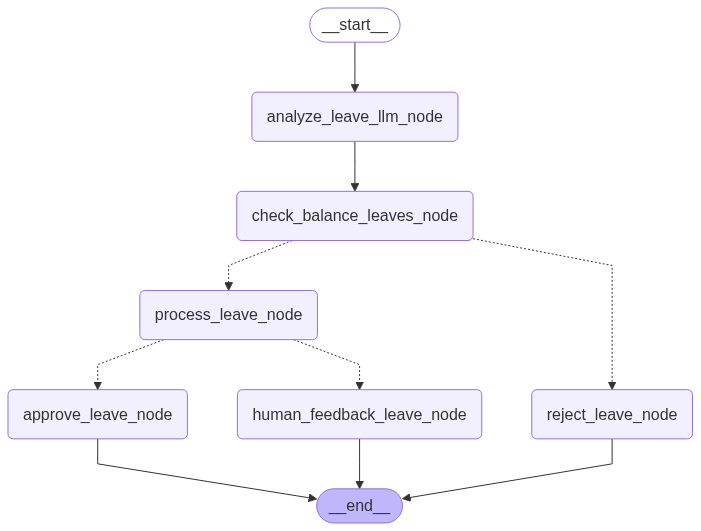 __start__
analyze_leave_llm_node
check_balance_leaves_node
process_leave_node
approve_leave_node
human_feedback_leave_node
reject_leave_node
__end__